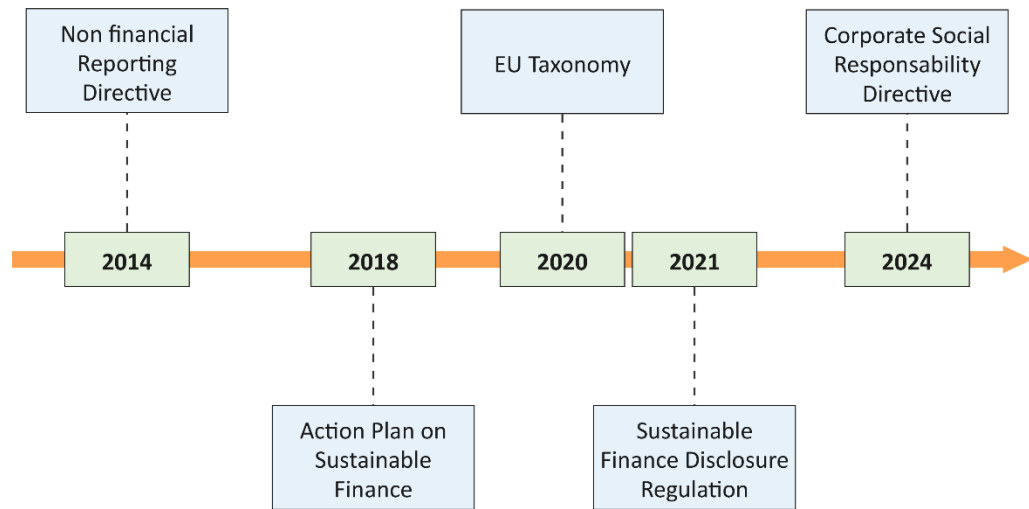 Non financial
Reporting
Directive
EU Taxonomy
Corporate Social
Responsability
Directive
2014
2018
2020
2021
2024
Action Plan on
Sustainable
Finance
Sustainable
Finance Disclosure
Regulation